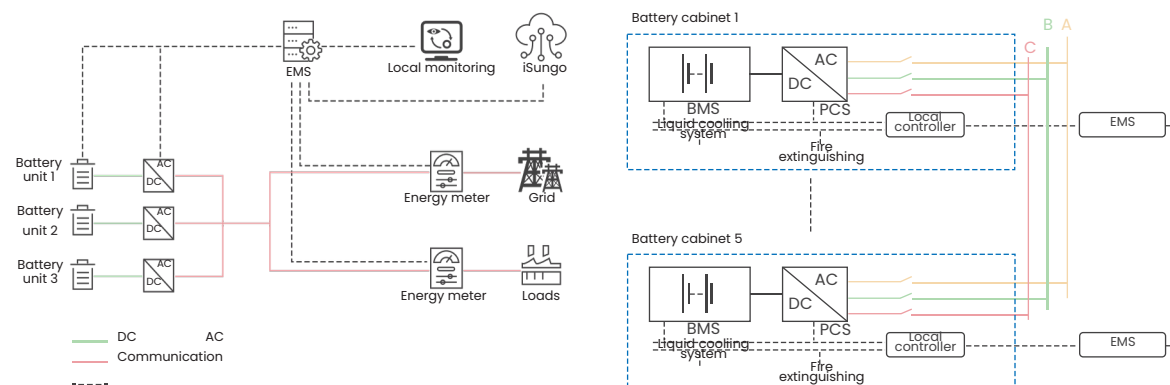 EMS
Local monitoring
iSungo
Battery
unit 1
AC
DC
Energy meter
Grid
Battery
unit 2
AC
DC
Battery
unit 3
AC
DC
Energy meter
Loads
DC
AC
Communication
Battery cabinet 1
B A
C
AC
DC
BMS
PCS
Liquid cooling
system
Local
controller
EMS
Fire
extinguishing
Battery cabinet 5
AC
DC
BMS
PCS
Liquid cooling
system
Local
controller
EMS
Fire
extinguishing